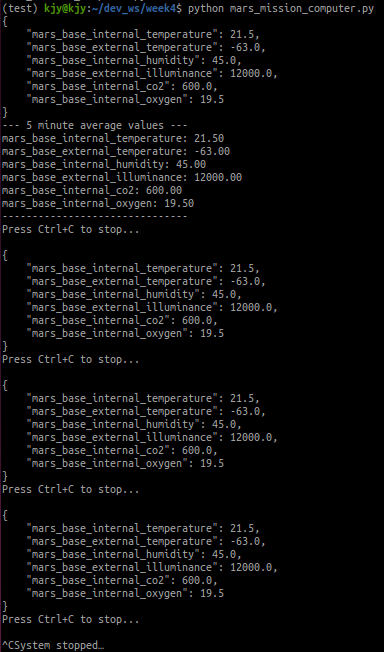 (test) kjy@kjy:~/dev_ws/week4$ python mars_mission_computer.py
{
    "mars_base_internal_temperature": 21.5,
    "mars_base_external_temperature": -63.0,
    "mars_base_internal_humidity": 45.0,
    "mars_base_external_illuminance": 12000.0,
    "mars_base_internal_co2": 600.0,
    "mars_base_internal_oxygen": 19.5
}
--- 5 minute average values ---
mars_base_internal_temperature: 21.50
mars_base_external_temperature: -63.00
mars_base_internal_humidity: 45.00
mars_base_external_illuminance: 12000.00
mars_base_internal_co2: 600.00
mars_base_internal_oxygen: 19.50
-------------------------------
Press Ctrl+C to stop...

{
    "mars_base_internal_temperature": 21.5,
    "mars_base_external_temperature": -63.0,
    "mars_base_internal_humidity": 45.0,
    "mars_base_external_illuminance": 12000.0,
    "mars_base_internal_co2": 600.0,
    "mars_base_internal_oxygen": 19.5
}
Press Ctrl+C to stop...

{
    "mars_base_internal_temperature": 21.5,
    "mars_base_external_temperature": -63.0,
    "mars_base_internal_humidity": 45.0,
    "mars_base_external_illuminance": 12000.0,
    "mars_base_internal_co2": 600.0,
    "mars_base_internal_oxygen": 19.5
}
Press Ctrl+C to stop...

{
    "mars_base_internal_temperature": 21.5,
    "mars_base_external_temperature": -63.0,
    "mars_base_internal_humidity": 45.0,
    "mars_base_external_illuminance": 12000.0,
    "mars_base_internal_co2": 600.0,
    "mars_base_internal_oxygen": 19.5
}
Press Ctrl+C to stop...

^CSystem stopped…